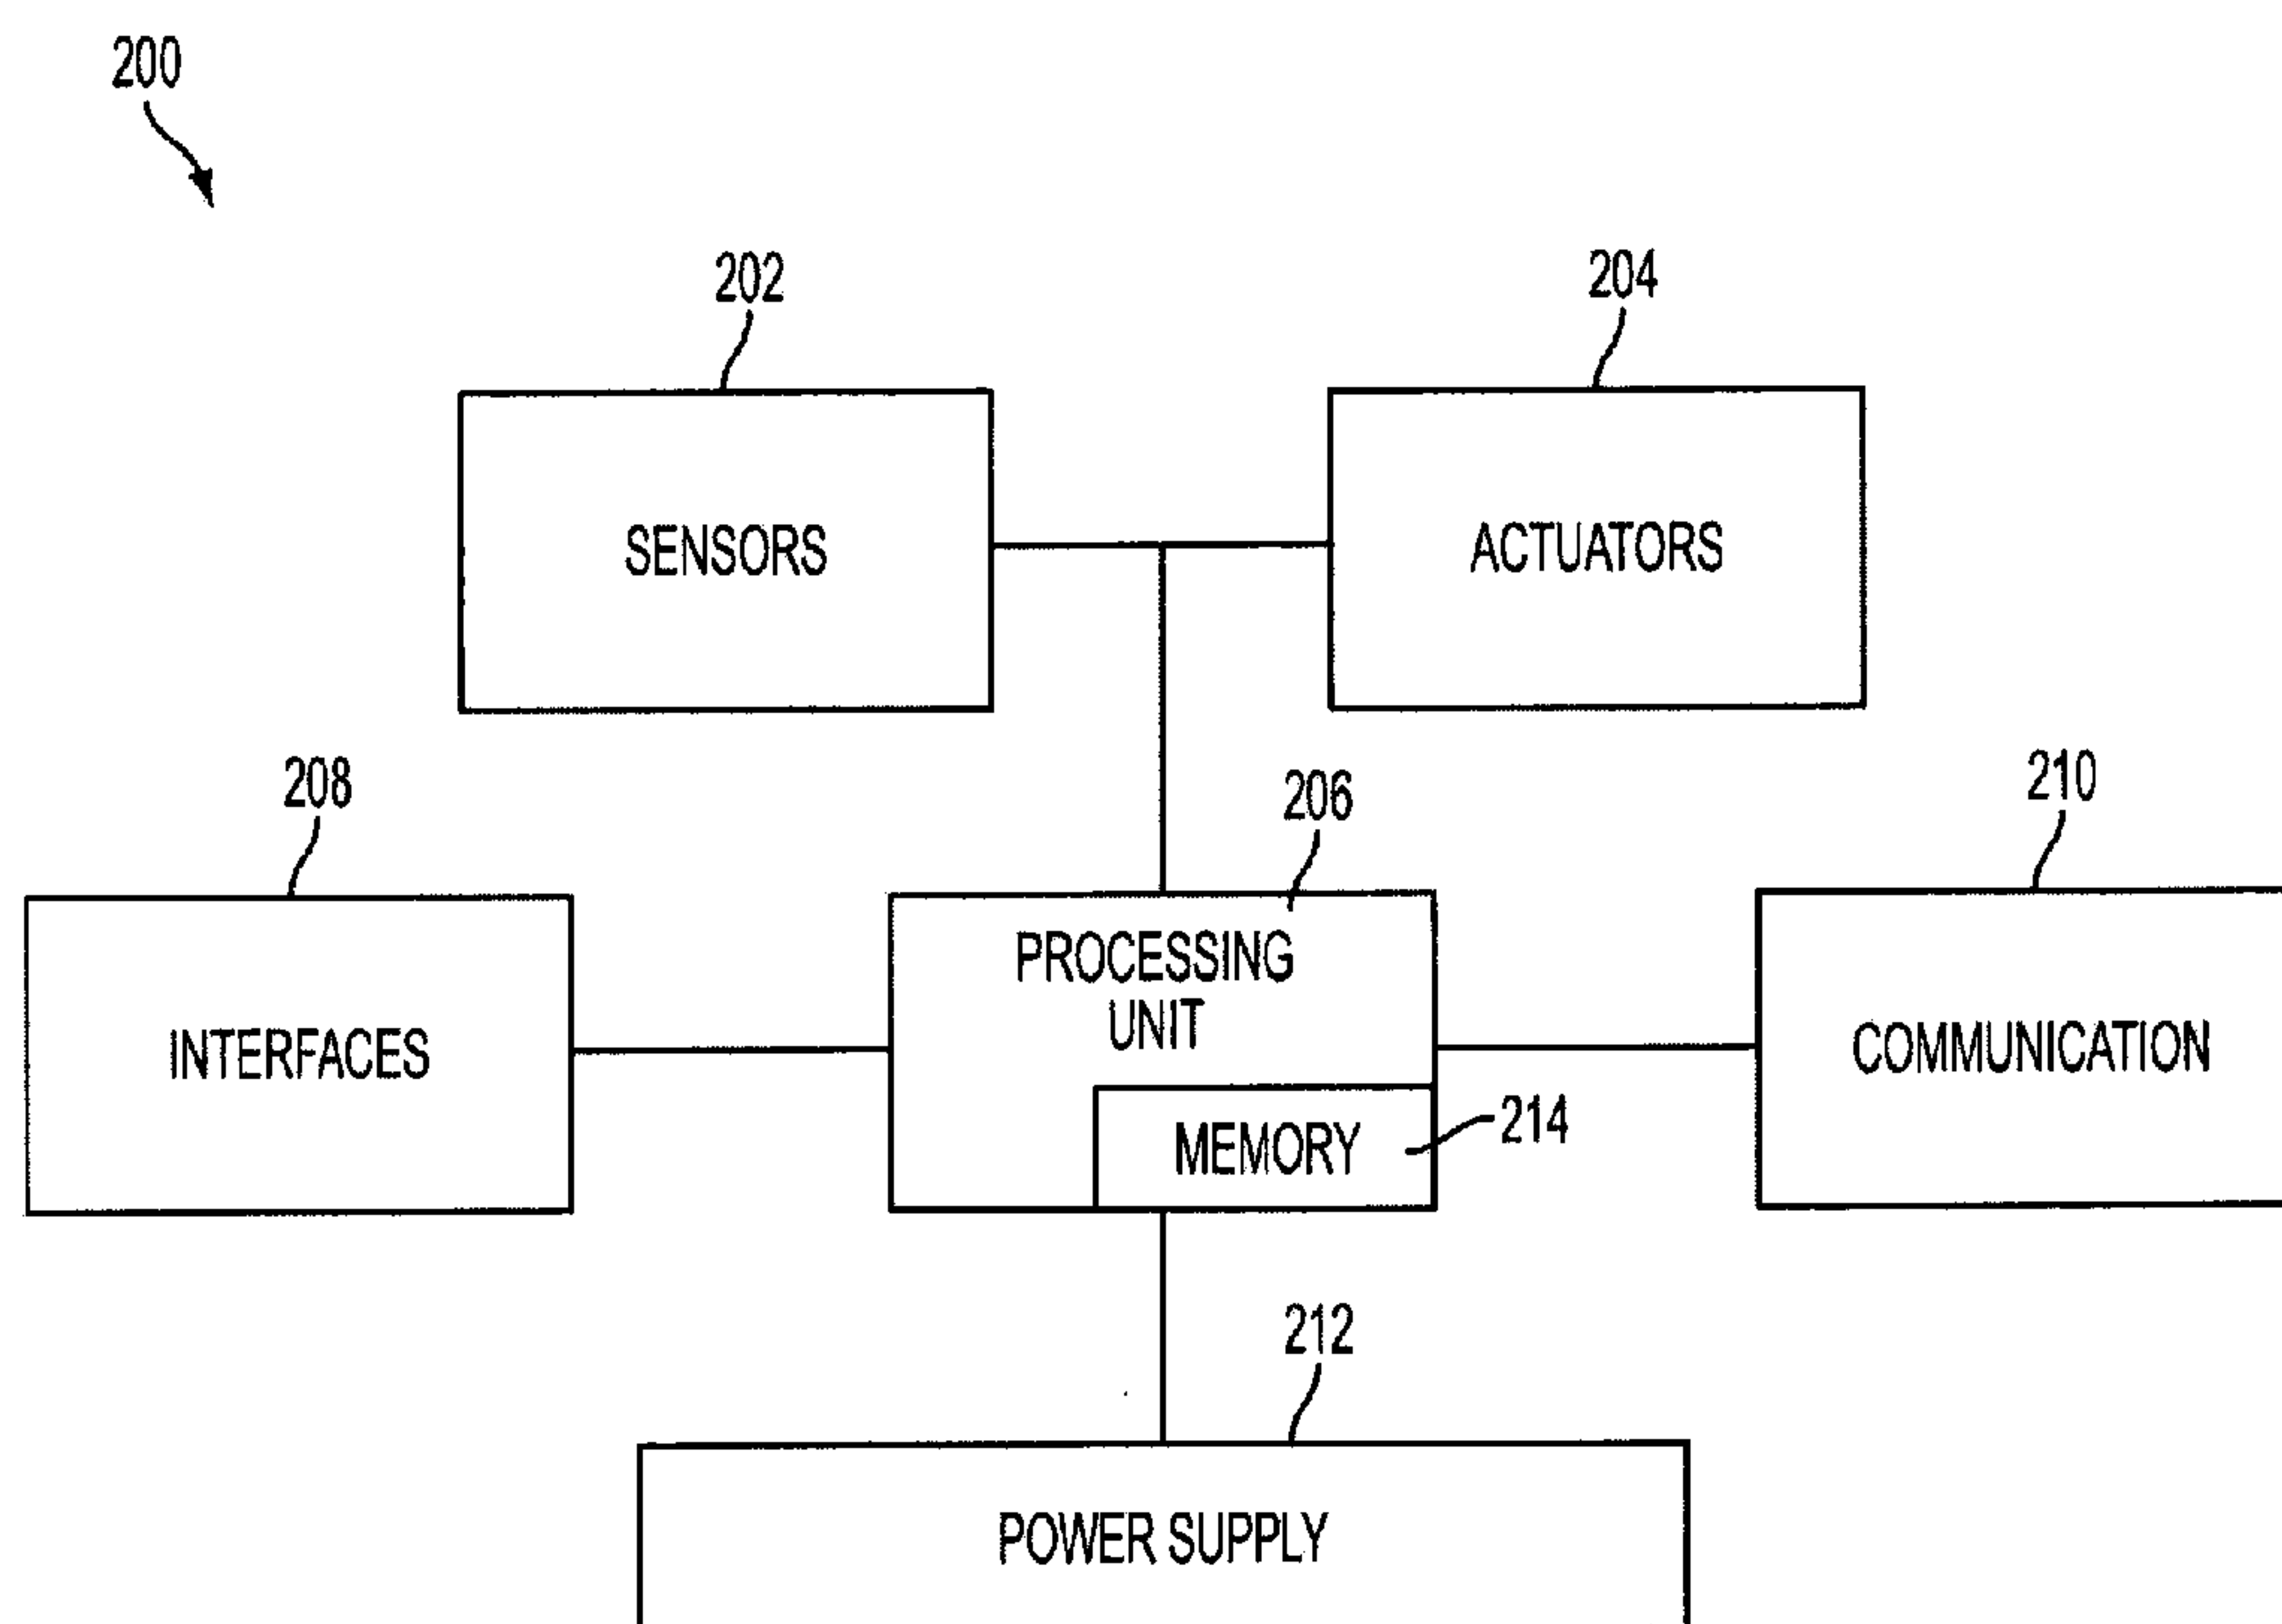 200
202
204
SENSORS
ACTUATORS
208
206
210
PROCESSING
UNIT
INTERFACES
COMMUNICATION
MEMORY
214
212
POWER SUPPLY